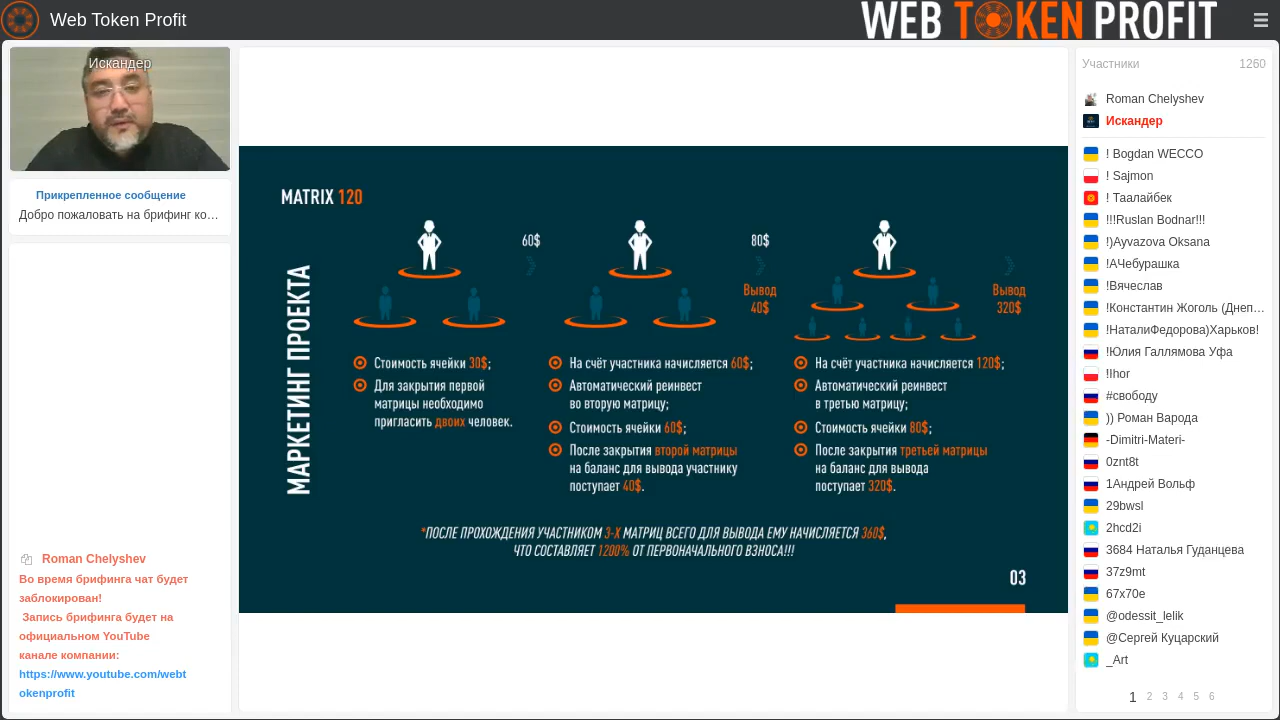 Web Token Profit
WEB TOKEN PROFIT
Искандер
Прикрепленное сообщение
Добро пожаловать на брифинг ко…
Roman Chelyshev
Во время брифинга чат будет
заблокирован!
Запись брифинга будет на
официальном YouTube
канале компании:
https://www.youtube.com/webt
okenprofit
MATRIX 120
МАРКЕТИНГ ПРОЕКТА
60$
80$
Вывод
40$
Вывод
320$
Стоимость ячейки 30$;
Для закрытия первой
матрицы необходимо
пригласить двоих человек.
На счёт участника начисляется 60$;
Автоматический реинвест
во вторую матрицу;
Стоимость ячейки 60$;
После закрытия второй матрицы
на баланс для вывода участнику
поступает 40$.
На счёт участника начисляется 120$;
Автоматический реинвест
в третью матрицу;
Стоимость ячейки 80$;
После закрытия третьей матрицы
на баланс для вывода
поступает 320$.
*ПОСЛЕ ПРОХОЖДЕНИЯ УЧАСТНИКОМ 3-Х МАТРИЦ ВСЕГО ДЛЯ ВЫВОДА ЕМУ НАЧИСЛЯЕТСЯ 360$,
ЧТО СОСТАВЛЯЕТ 1200% ОТ ПЕРВОНАЧАЛЬНОГО ВЗНОСА!!!
03
Участники 1260
Roman Chelyshev
Искандер
! Bogdan WECCO
! Sajmon
! Таалайбек
!!!Ruslan Bodnar!!!
!)Ayvazova Oksana
!АЧебурашка
!Вячеслав
!Константин Жоголь (Днеп…
!НаталиФедорова)Харьков!
!Юлия Галлямова Уфа
!!Ihor
#свободу
)) Роман Варода
-Dimitri-Materi-
0znt8t
1Андрей Вольф
29bwsl
2hcd2i
3684 Наталья Гуданцева
37z9mt
67x70e
@odessit_lelik
@Сергей Куцарский
_Art
1 2 3 4 5 6